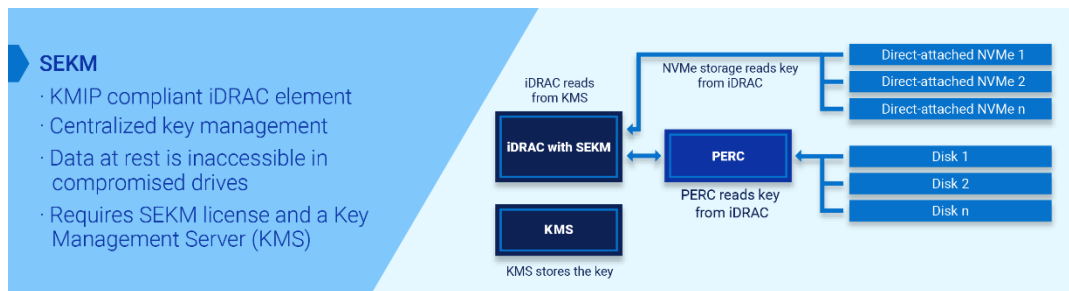 SEKM
· KMIP compliant iDRAC element
· Centralized key management
· Data at rest is inaccessible in
compromised drives
· Requires SEKM license and a Key
Management Server (KMS)
iDRAC reads
from KMS
iDRAC with SEKM
KMS
KMS stores the key
NVMe storage reads key
from iDRAC
PERC
PERC reads key
from iDRAC
Direct-attached NVMe 1
Direct-attached NVMe 2
Direct-attached NVMe n
Disk 1
Disk 2
Disk n